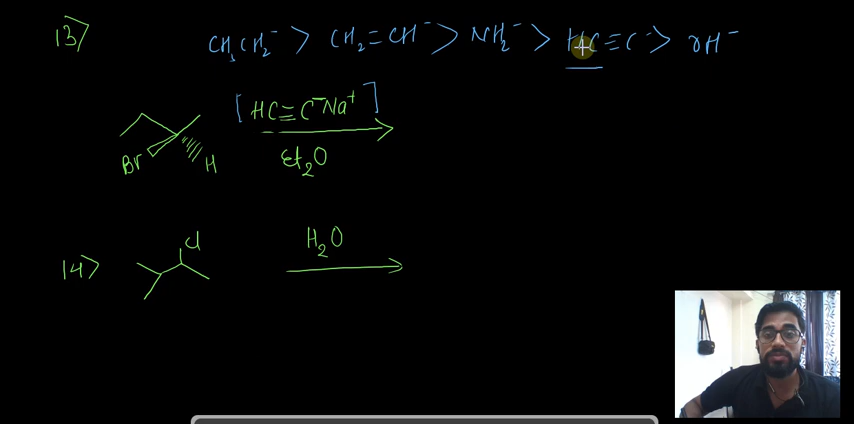 13> CH₃CH₂⁻ > CH₂=CH⁻ > NH₂⁻ > HC≡C⁻ > OH⁻
[HC≡C⁻Na⁺]
Et₂O
Br H
Cl
14> H₂O